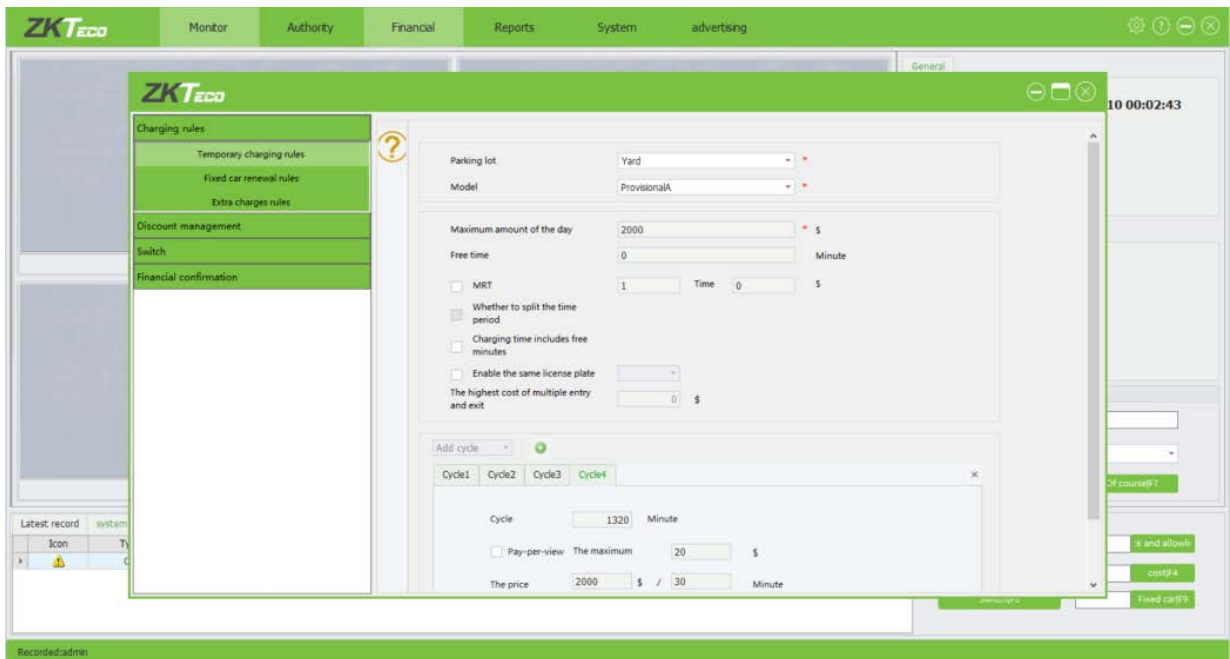 ZKTeco
Monitor
Authority
Financial
Reports
System
advertising
General
ZKTeco
10 00:02:43
Charging rules
Temporary charging rules
Fixed car renewal rules
Extra charges rules
Discount management
Switch
Financial confirmation
?
Parking lot Yard *
Model ProvisionalA *
Maximum amount of the day 2000 * $
Free time 0 Minute
MRT 1 Time 0 $
Whether to split the time
period
Charging time includes free
minutes
Enable the same license plate
The highest cost of multiple entry
and exit 0 $
Add cycle
Cycle1 Cycle2 Cycle3 Cycle4
Cycle 1320 Minute
Pay-per-view The maximum 20 $
The price 2000 $ / 30 Minute
Of course|F7
Latest record system
Icon Ty
k and allowli
cost|F4
Fixed car|F9
Recorded:admin